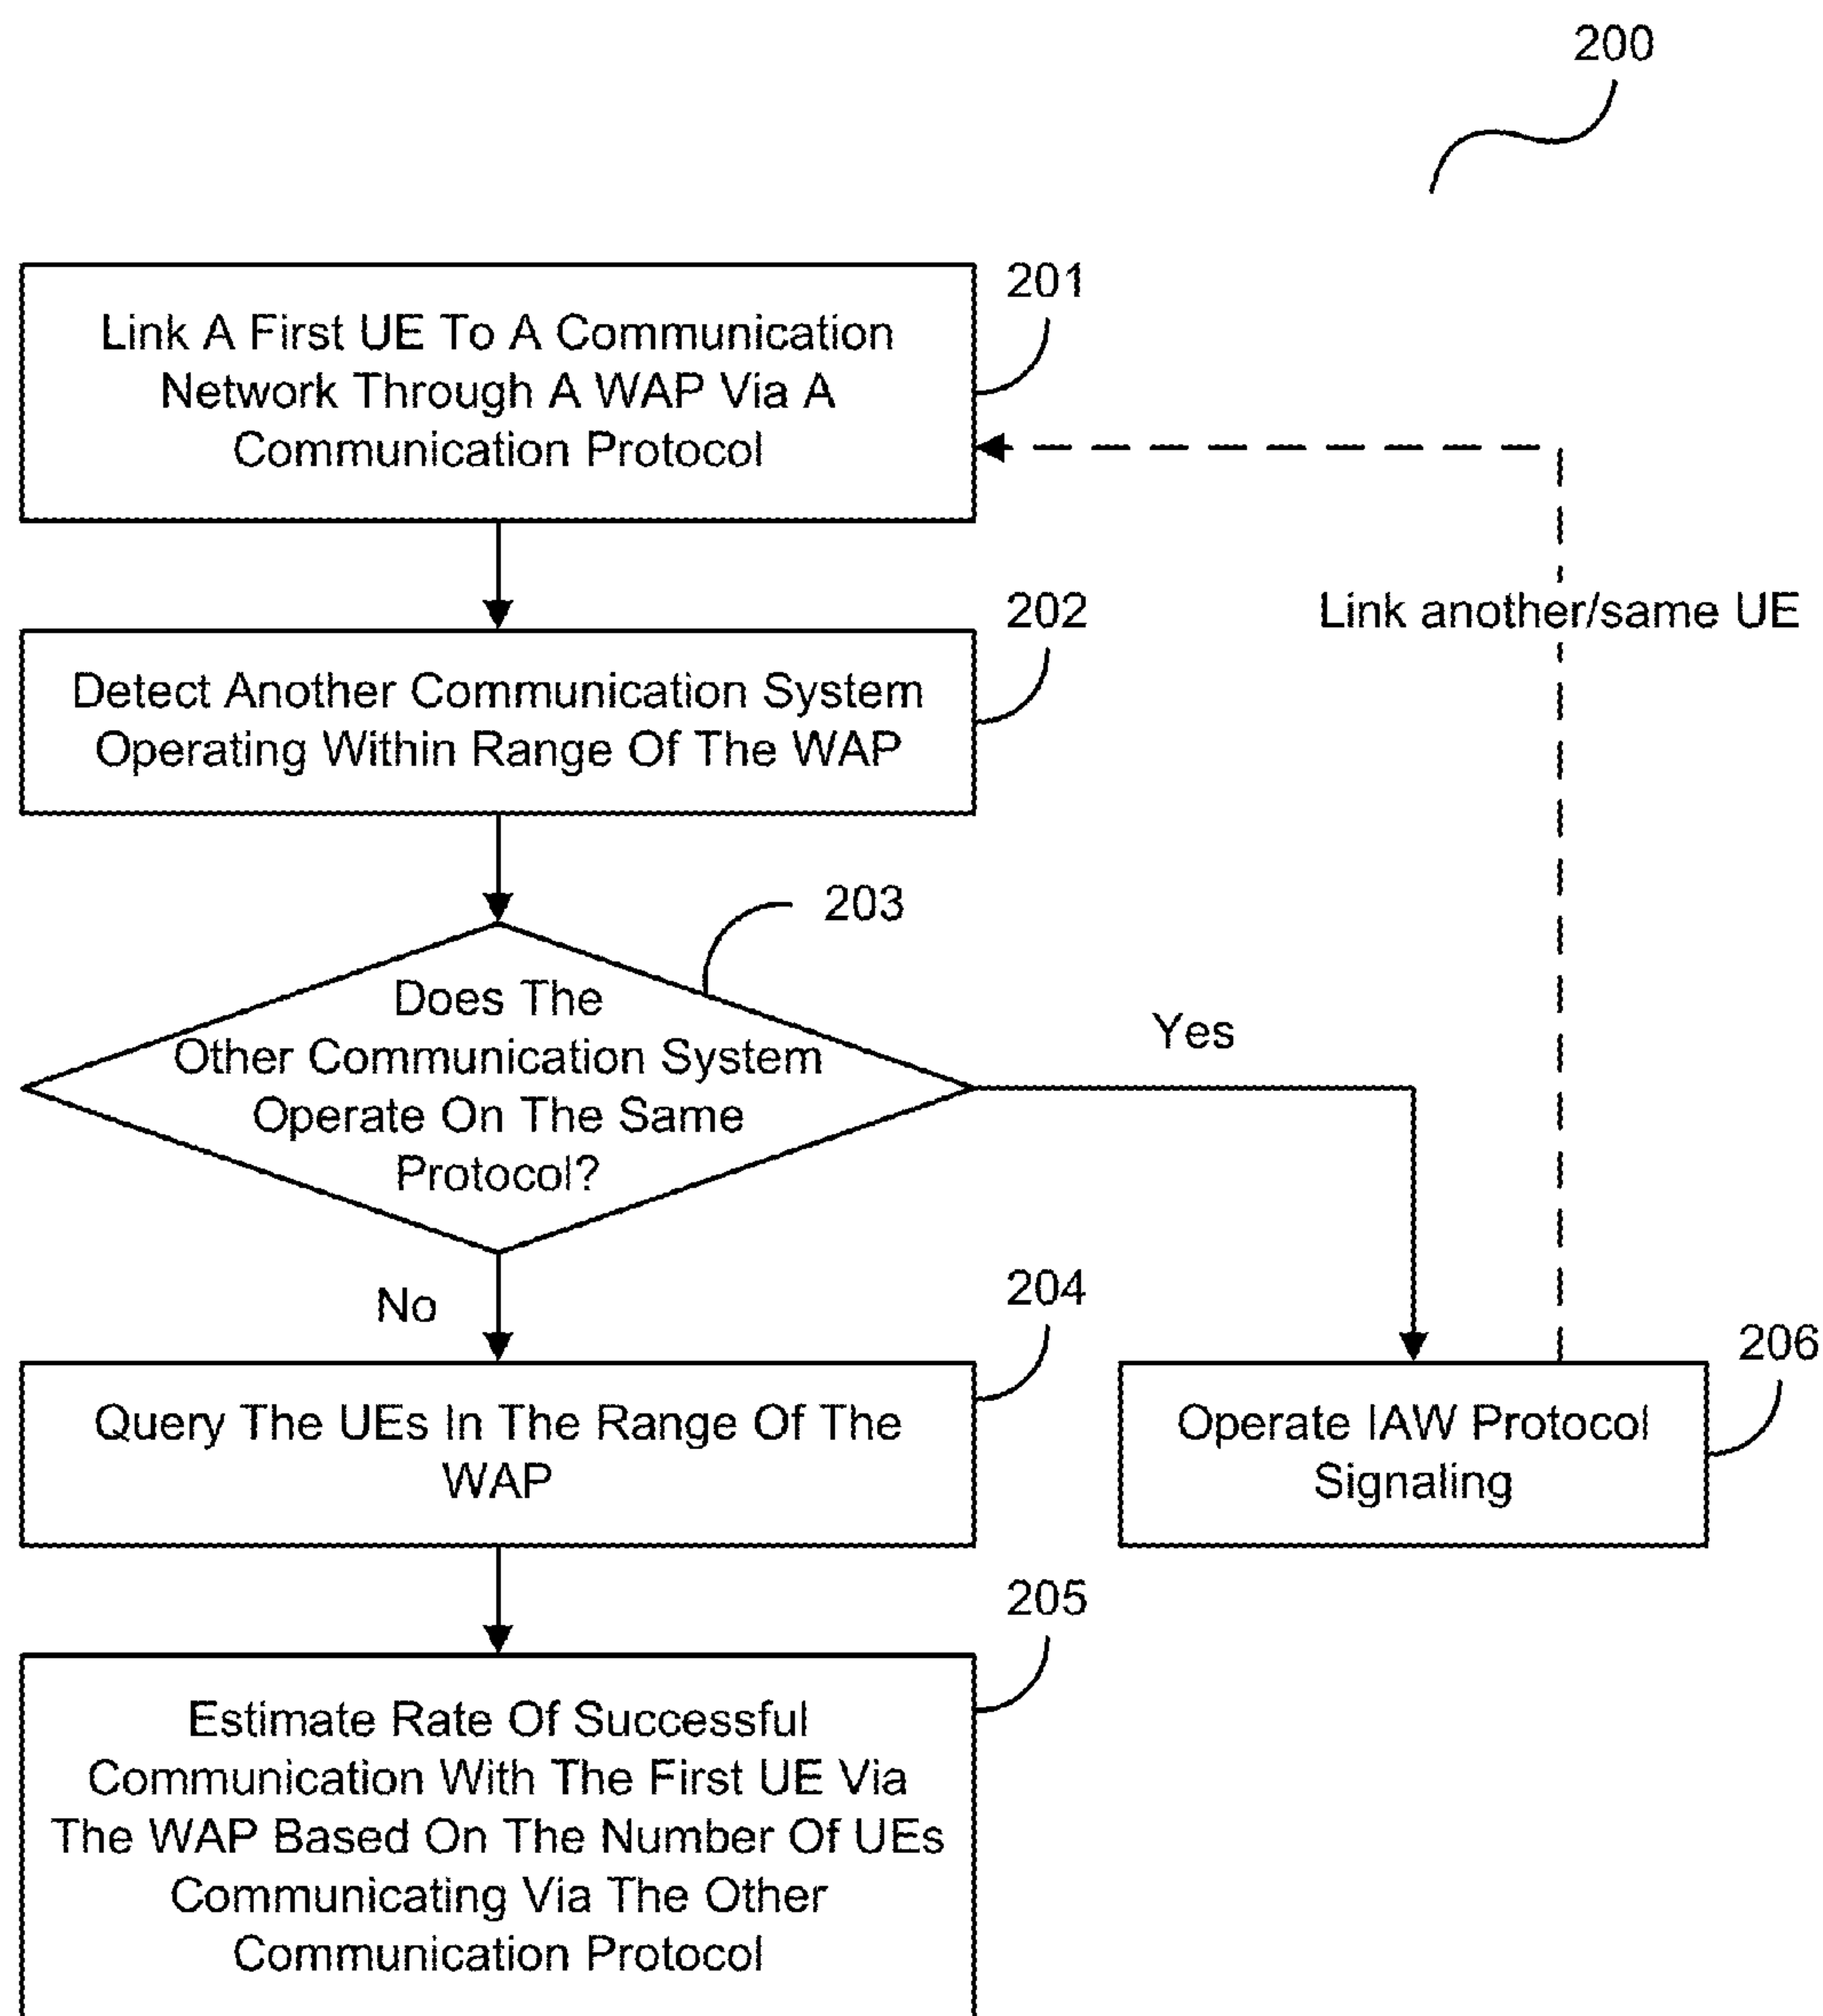 200
201
Link A First UE To A Communication
Network Through A WAP Via A
Communication Protocol
202
Link another/same UE
Detect Another Communication System
Operating Within Range Of The WAP
203
Does The
Other Communication System
Operate On The Same
Protocol?
Yes
No
204
206
Query The UEs In The Range Of The
WAP
Operate IAW Protocol
Signaling
205
Estimate Rate Of Successful
Communication With The First UE Via
The WAP Based On The Number Of UEs
Communicating Via The Other
Communication Protocol